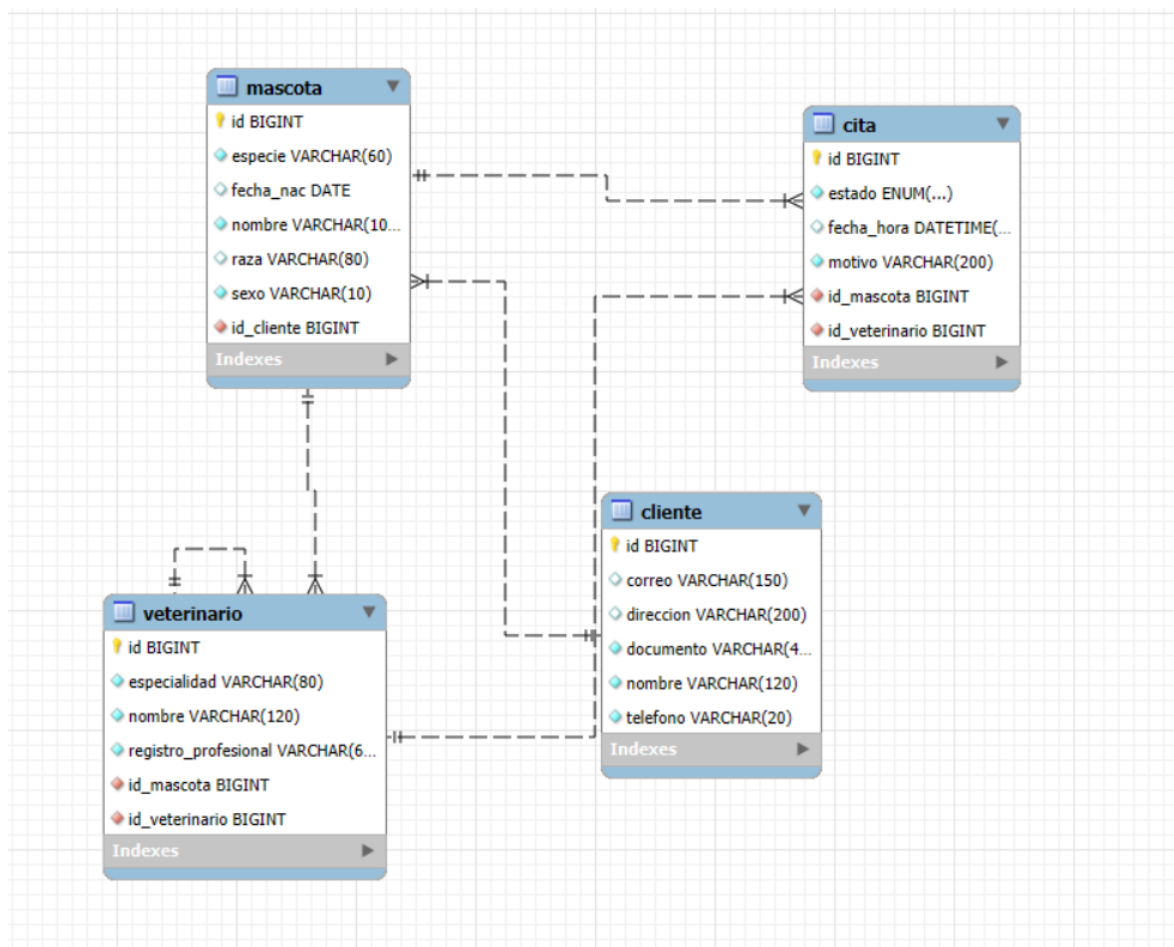 mascota
id BIGINT
especie VARCHAR(60)
fecha_nac DATE
nombre VARCHAR(10...
raza VARCHAR(80)
sexo VARCHAR(10)
id_cliente BIGINT
Indexes
cita
id BIGINT
estado ENUM(...)
fecha_hora DATETIME(...
motivo VARCHAR(200)
id_mascota BIGINT
id_veterinario BIGINT
Indexes
cliente
id BIGINT
correo VARCHAR(150)
direccion VARCHAR(200)
documento VARCHAR(4...
nombre VARCHAR(120)
telefono VARCHAR(20)
Indexes
veterinario
id BIGINT
especialidad VARCHAR(80)
nombre VARCHAR(120)
registro_profesional VARCHAR(6...
id_mascota BIGINT
id_veterinario BIGINT
Indexes